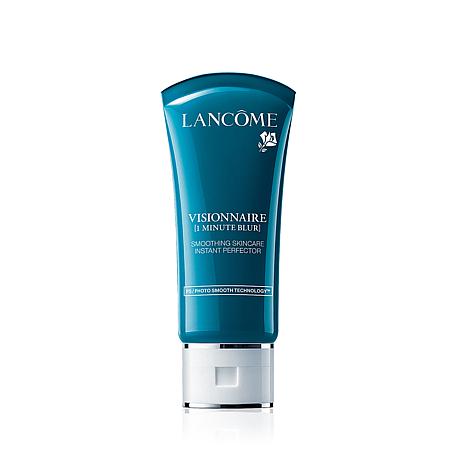 LANCÔME
VISIONNAIRE
[1 MINUTE BLUR]
SMOOTHING SKINCARE
INSTANT PERFECTOR
PS / PHOTO SMOOTH TECHNOLOGY™